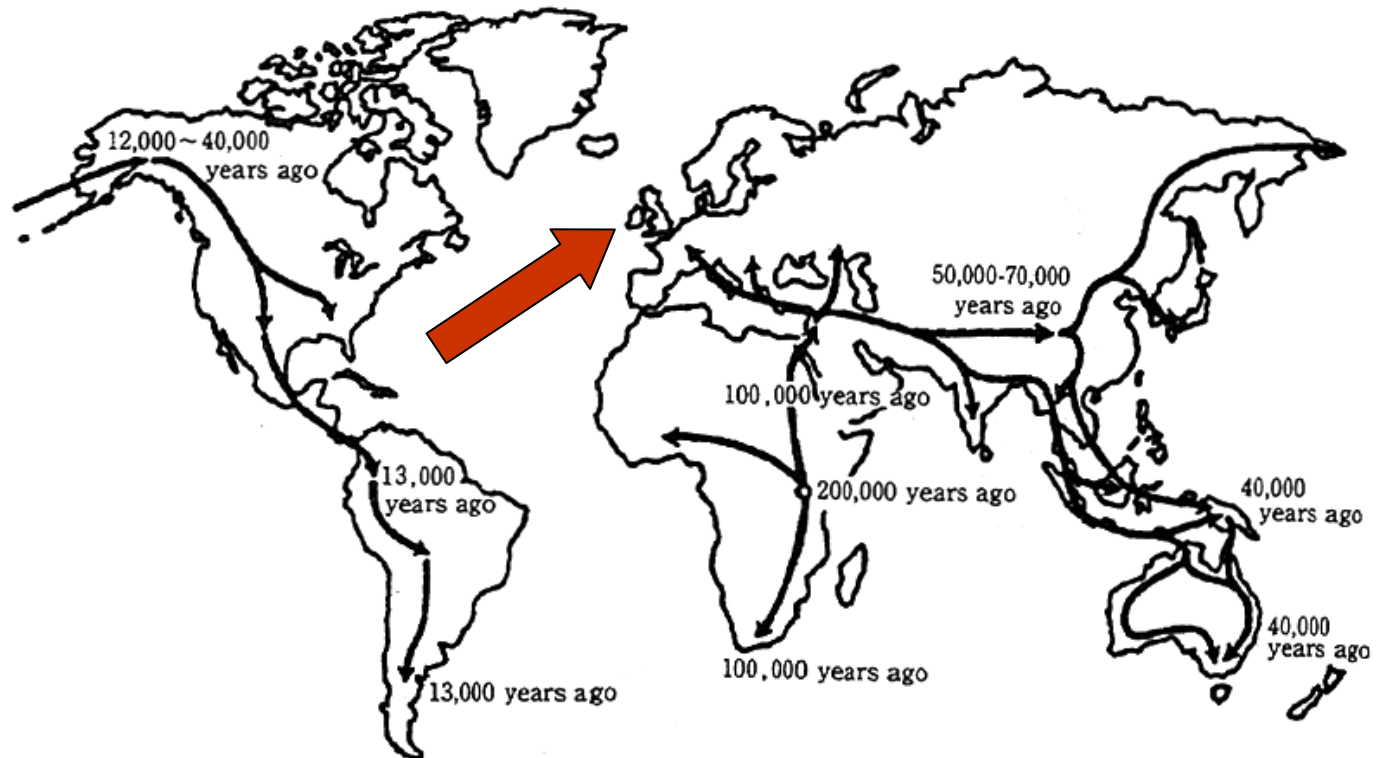 12,000～40,000
years ago
50,000-70,000
years ago
100,000 years ago
13,000
years ago
200,000 years ago
40,000
years ago
40,000
years ago
100,000 years ago
13,000 years ago